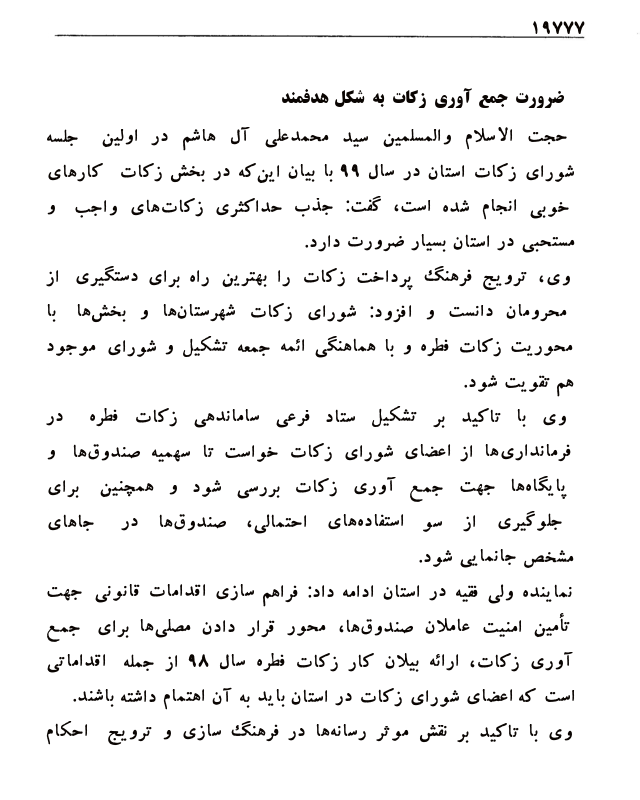 ۱۹۷۷۷
ضرورت جمع آوری زکات به شکل هدفمند
حجت الاسلام والمسلمین سید محمدعلی آل هاشم در اولین جلسه
شورای زکات استان در سال ۹۹ با بیان این‌که در بخش زکات کارهای
خوبی انجام شده است، گفت: جذب حداکثری زکات‌های واجب و
مستحبی در استان بسیار ضرورت دارد.
وی، ترویج فرهنگ پرداخت زکات را بهترین راه برای دستگیری از
محرومان دانست و افزود: شورای زکات شهرستان‌ها و بخش‌ها با
محوریت زکات فطره و با هماهنگی ائمه جمعه تشکیل و شورای موجود
هم تقویت شود.
وی با تاکید بر تشکیل ستاد فرعی ساماندهی زکات فطره در
فرمانداری‌ها از اعضای شورای زکات خواست تا سهمیه صندوق‌ها و
پایگاه‌ها جهت جمع آوری زکات بررسی شود و همچنین برای
جلوگیری از سو استفاده‌های احتمالی، صندوق‌ها در جاهای
مشخص جانمایی شود.
نماینده ولی فقیه در استان ادامه داد: فراهم سازی اقدامات قانونی جهت
تأمین امنیت عاملان صندوق‌ها، محور قرار دادن مصلی‌ها برای جمع
آوری زکات، ارائه بیلان کار زکات فطره سال ۹۸ از جمله اقداماتی
است که اعضای شورای زکات در استان باید به آن اهتمام داشته باشند.
وی با تاکید بر نقش موثر رسانه‌ها در فرهنگ سازی و ترویج احکام